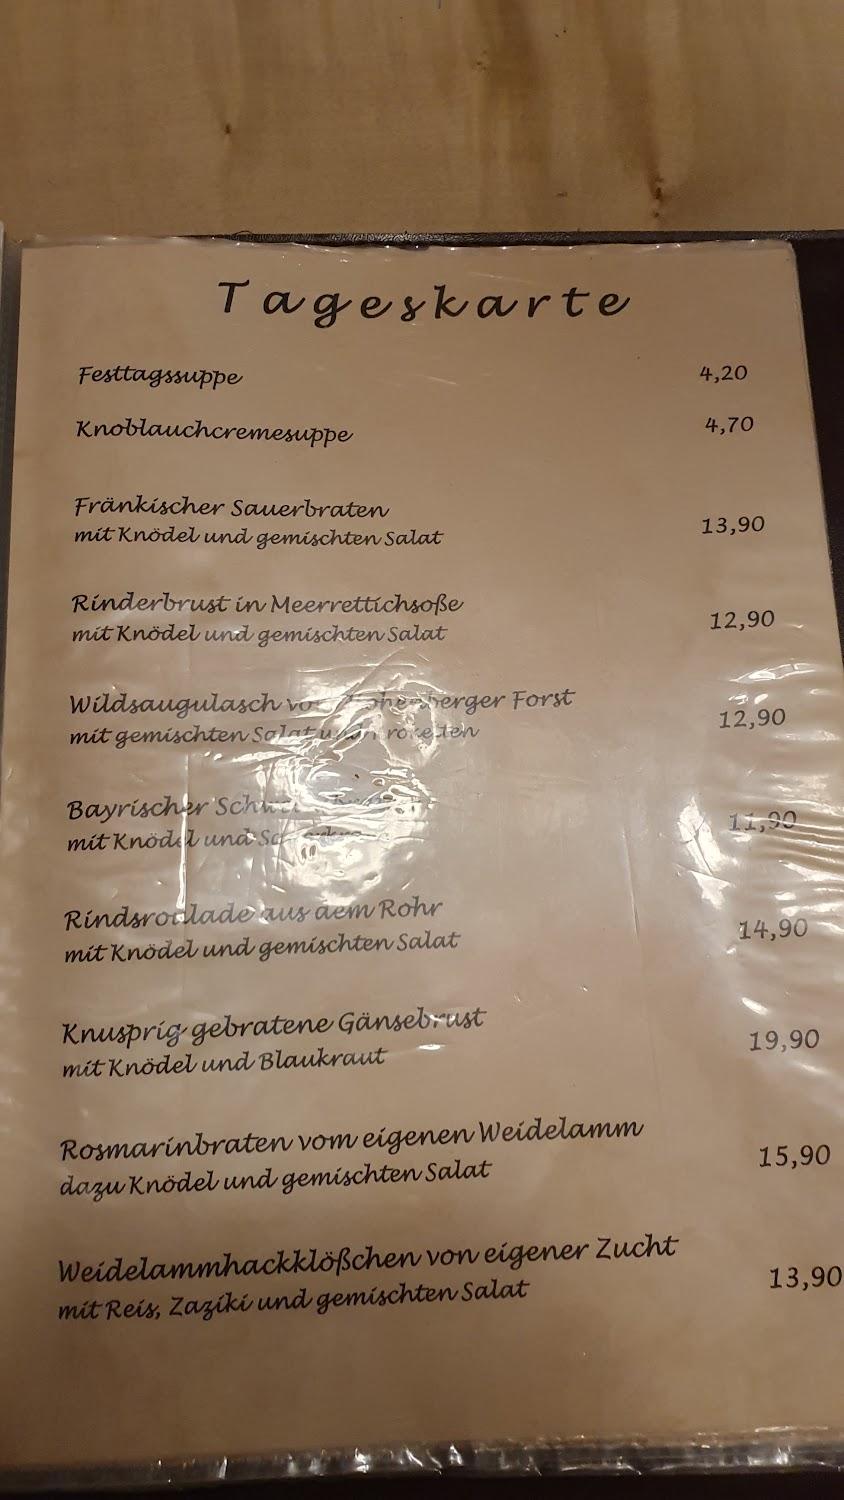 Tageskarte
Festtagssuppe 4,20
Knoblauchcremesuppe 4,70
Fränkischer Sauerbraten
mit Knödel und gemischten Salat 13,90
Rinderbrust in Meerrettichsoße
mit Knödel und gemischten Salat 12,90
Wildsaugulasch Forst
mit gemischten Salat 12,90
Bayrischer
mit Knödel und 11,90
Rindsroulade aus dem Rohr
mit Knödel und gemischten Salat 14,90
Knusprig gebratene Gänsebrust
mit Knödel und Blaukraut 19,90
Rosmarinbraten vom eigenen Weidelamm
dazu Knödel und gemischten Salat 15,90
Weidelammhackklößchen von eigener Zucht
mit Reis, Zaziki und gemischten Salat 13,90